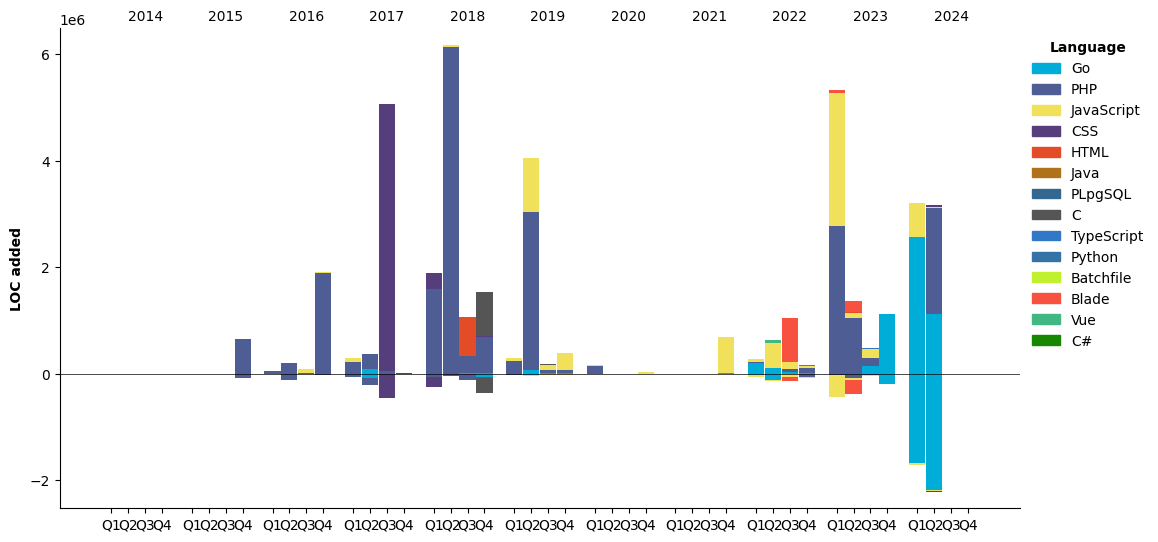 2014 2015 2016 2017 2018 2019 2020 2021 2022 2023 2024
1e6
Language
Go
PHP
JavaScript
CSS
HTML
Java
PLpgSQL
C
TypeScript
Python
Batchfile
Blade
Vue
C#
6
4
2
0
−2
LOC added
Q1Q2Q3Q4 Q1Q2Q3Q4 Q1Q2Q3Q4 Q1Q2Q3Q4 Q1Q2Q3Q4 Q1Q2Q3Q4 Q1Q2Q3Q4 Q1Q2Q3Q4 Q1Q2Q3Q4 Q1Q2Q3Q4 Q1Q2Q3Q4